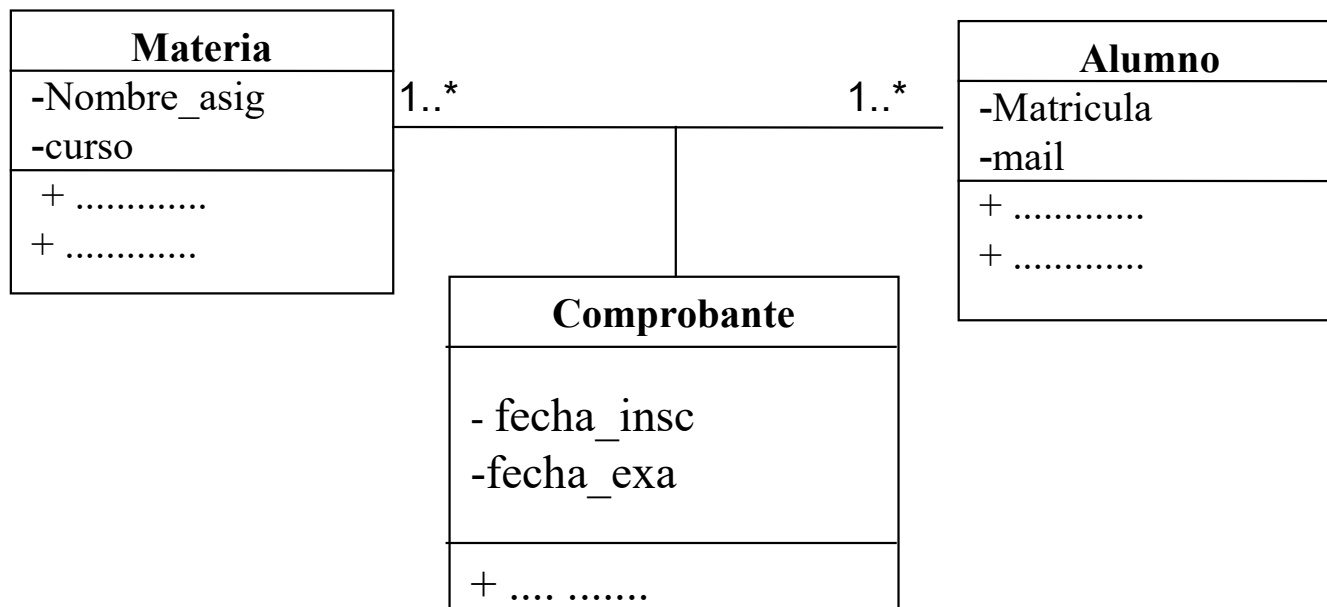 Materia
-Nombre_asig
-curso
+ .............
+ .............
1..*
1..*
Alumno
-Matricula
-mail
+ .............
+ .............
Comprobante
- fecha_insc
-fecha_exa
+ .... .......